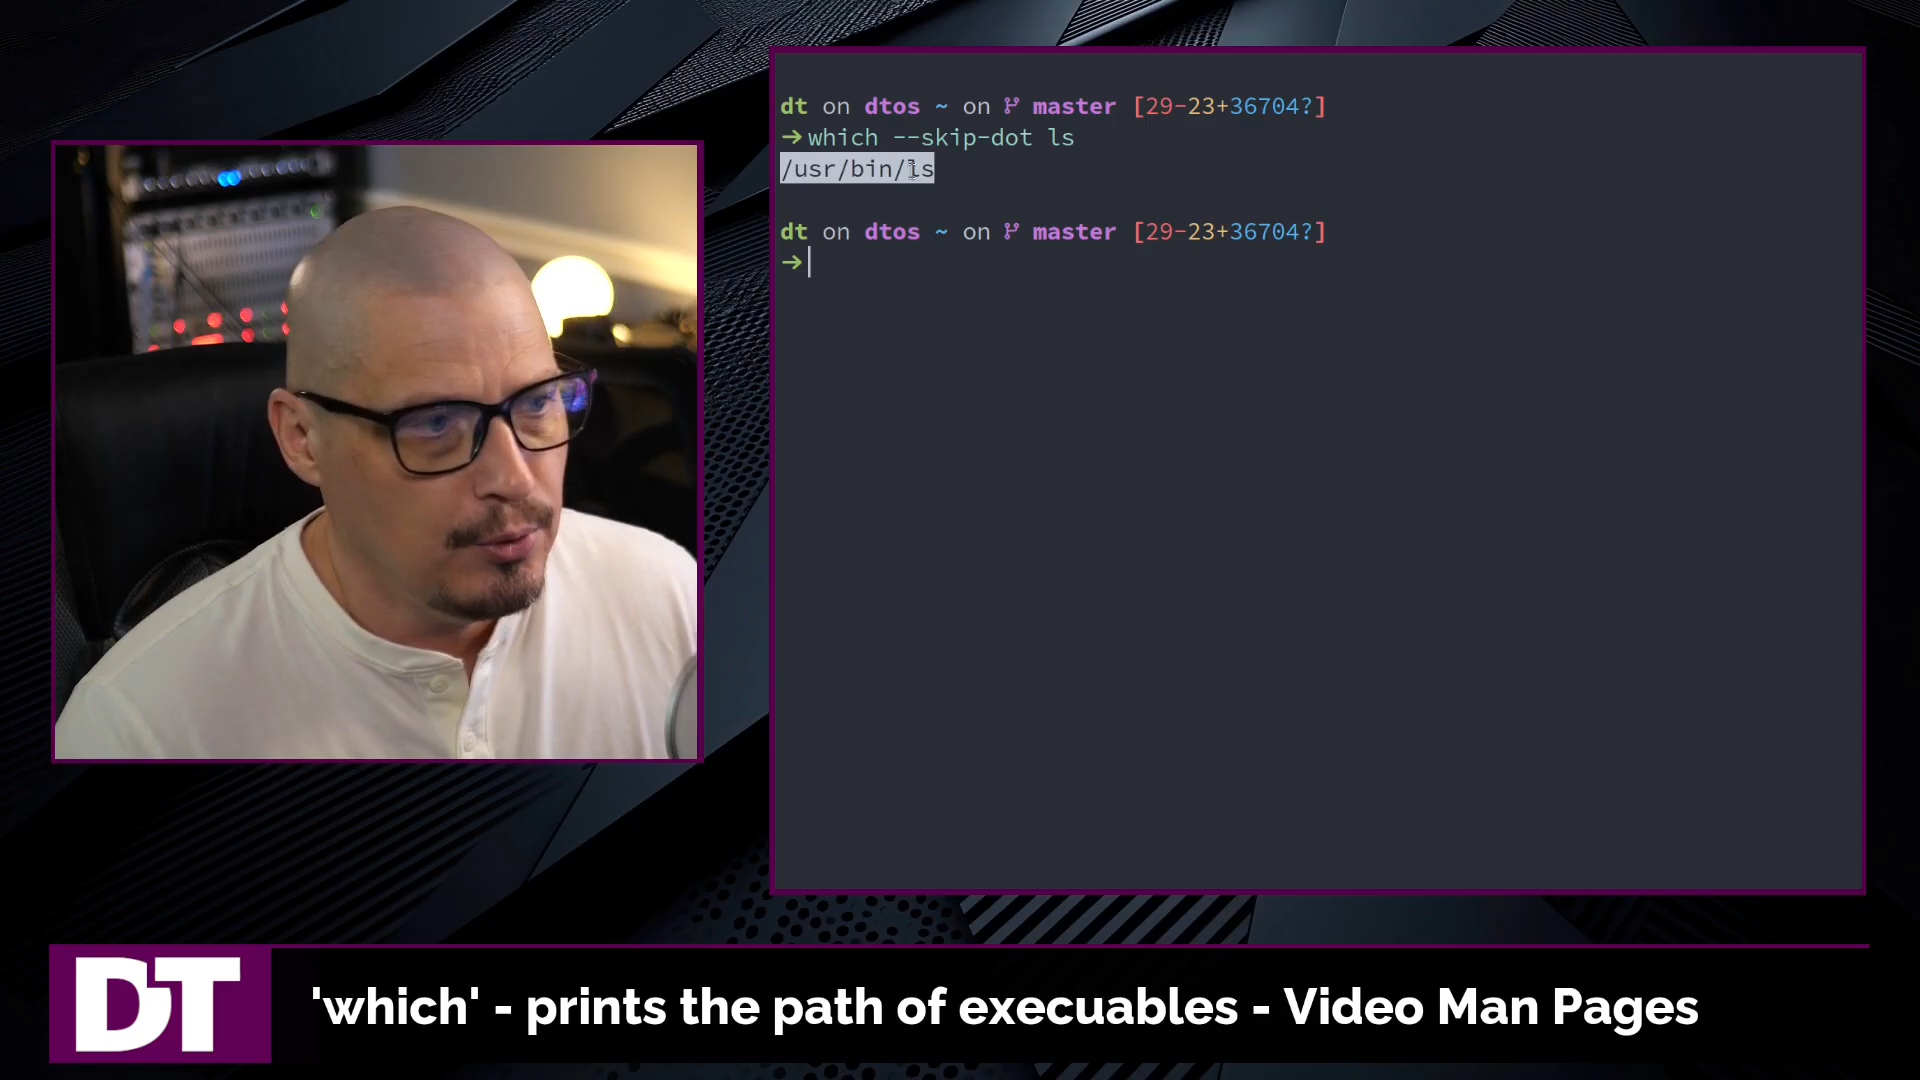 dt on dtos ~ on master [29-23+36704?]
→ which --skip-dot ls
/usr/bin/ls
dt on dtos ~ on master [29-23+36704?]
→
DT 'which' - prints the path of execuables - Video Man Pages